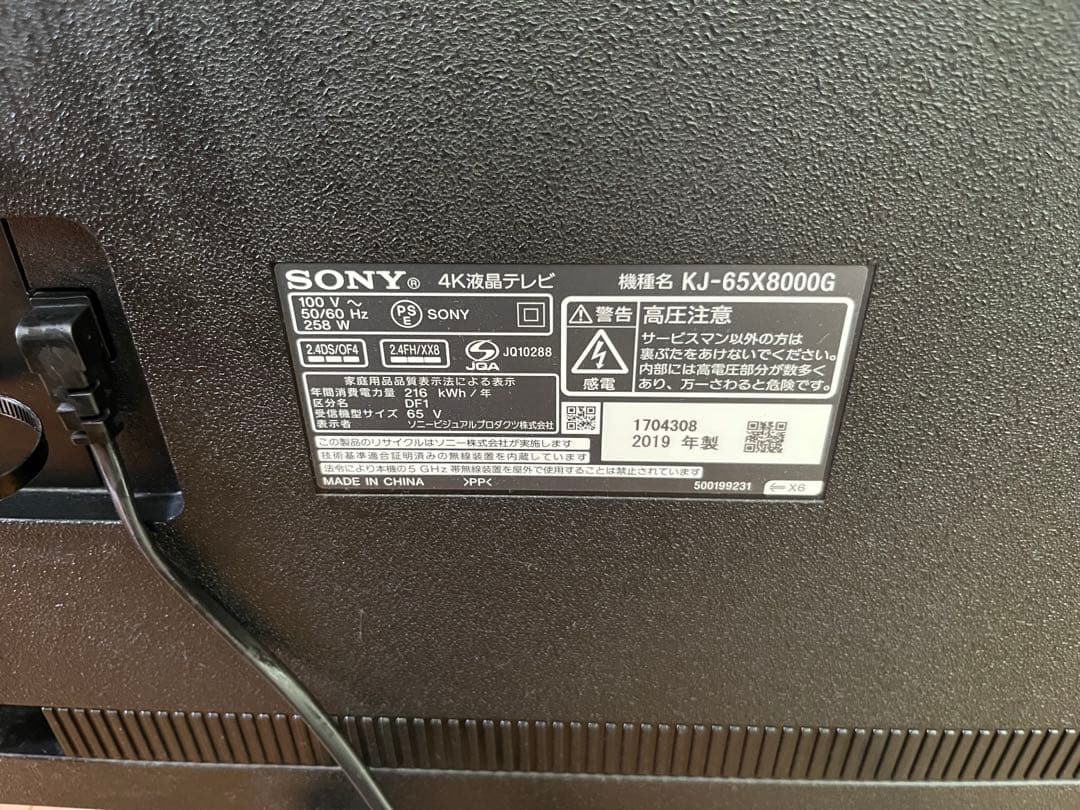 SONY® 4K液晶テレビ 機種名 KJ-65X8000G
100 V ～
50/60 Hz
258 W
PS
E
SONY
2.4DS/OF4
2.4FH/XX8
JQA
JQ10288
家庭用品品質表示法による表示
年間消費電力量 216 kWh/年
区分名 DF1
受信機型サイズ 65 V
表示者 ソニービジュアルプロダクツ株式会社
警告 高圧注意
感電
サービスマン以外の方は
裏ぶたをあけないでください。
内部には高電圧部分が数多く
あり、万一さわると危険です。
1704308
2019 年製
この製品のリサイクルはソニー株式会社が実施します
技術基準適合証明済みの無線装置を内蔵しています
法令により本機の5 GHz 帯無線装置を屋外で使用することは禁止されています
MADE IN CHINA >PP< 500199231 ⇐ X6